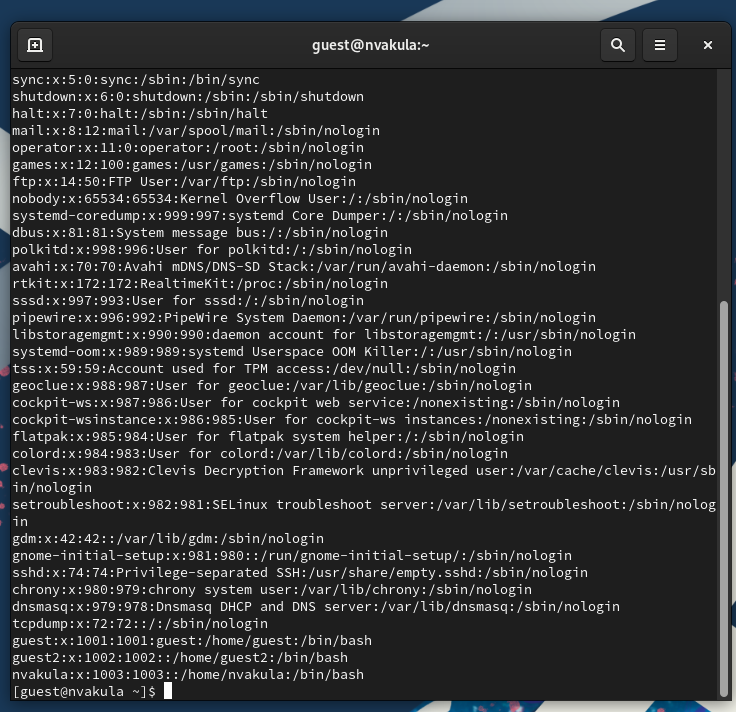 guest@nvakula:~
sync:x:5:0:sync:/sbin:/bin/sync
shutdown:x:6:0:shutdown:/sbin:/sbin/shutdown
halt:x:7:0:halt:/sbin:/sbin/halt
mail:x:8:12:mail:/var/spool/mail:/sbin/nologin
operator:x:11:0:operator:/root:/sbin/nologin
games:x:12:100:games:/usr/games:/sbin/nologin
ftp:x:14:50:FTP User:/var/ftp:/sbin/nologin
nobody:x:65534:65534:Kernel Overflow User:/:/sbin/nologin
systemd-coredump:x:999:997:systemd Core Dumper:/:/sbin/nologin
dbus:x:81:81:System message bus:/:/sbin/nologin
polkitd:x:998:996:User for polkitd:/:/sbin/nologin
avahi:x:70:70:Avahi mDNS/DNS-SD Stack:/var/run/avahi-daemon:/sbin/nologin
rtkit:x:172:172:RealtimeKit:/proc:/sbin/nologin
sssd:x:997:993:User for sssd:/:/sbin/nologin
pipewire:x:996:992:PipeWire System Daemon:/var/run/pipewire:/sbin/nologin
libstoragemgmt:x:990:990:daemon account for libstoragemgmt:/:/usr/sbin/nologin
systemd-oom:x:989:989:systemd Userspace OOM Killer:/:/usr/sbin/nologin
tss:x:59:59:Account used for TPM access:/dev/null:/sbin/nologin
geoclue:x:988:987:User for geoclue:/var/lib/geoclue:/sbin/nologin
cockpit-ws:x:987:986:User for cockpit web service:/nonexisting:/sbin/nologin
cockpit-wsinstance:x:986:985:User for cockpit-ws instances:/nonexisting:/sbin/nologin
flatpak:x:985:984:User for flatpak system helper:/:/sbin/nologin
colord:x:984:983:User for colord:/var/lib/colord:/sbin/nologin
clevis:x:983:982:Clevis Decryption Framework unprivileged user:/var/cache/clevis:/usr/sb
in/nologin
setroubleshoot:x:982:981:SELinux troubleshoot server:/var/lib/setroubleshoot:/sbin/nolog
in
gdm:x:42:42::/var/lib/gdm:/sbin/nologin
gnome-initial-setup:x:981:980::/run/gnome-initial-setup/:/sbin/nologin
sshd:x:74:74:Privilege-separated SSH:/usr/share/empty.sshd:/sbin/nologin
chrony:x:980:979:chrony system user:/var/lib/chrony:/sbin/nologin
dnsmasq:x:979:978:Dnsmasq DHCP and DNS server:/var/lib/dnsmasq:/sbin/nologin
tcpdump:x:72:72::/:/sbin/nologin
guest:x:1001:1001:guest:/home/guest:/bin/bash
guest2:x:1002:1002::/home/guest2:/bin/bash
nvakula:x:1003:1003::/home/nvakula:/bin/bash
[guest@nvakula ~]$